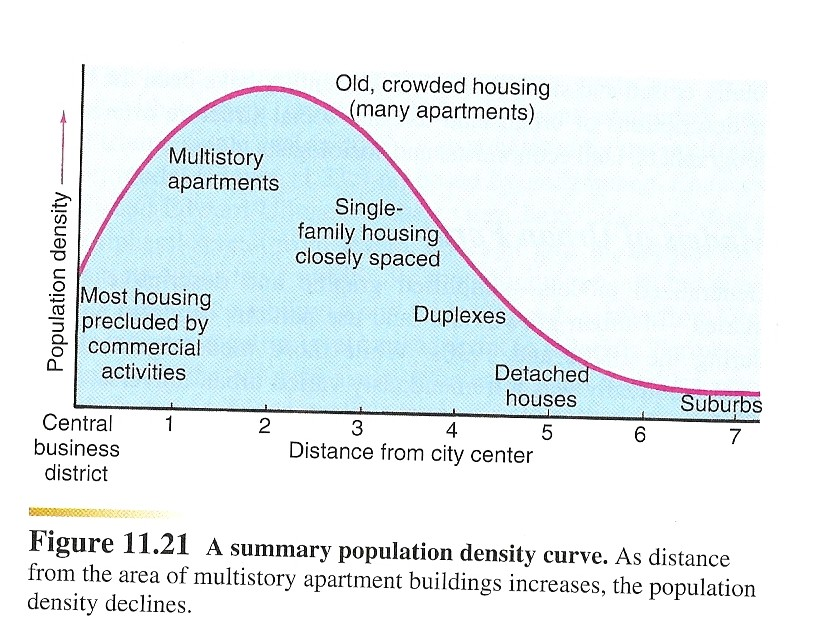 Old, crowded housing
(many apartments)
Multistory
apartments
Single-
family housing
closely spaced
Population density
Most housing
precluded by
commercial
activities
Duplexes
Detached
houses
Suburbs
Central
business
district
1 2 3 4 5 6 7
Distance from city center
Figure 11.21 A summary population density curve. As distance
from the area of multistory apartment buildings increases, the population
density declines.